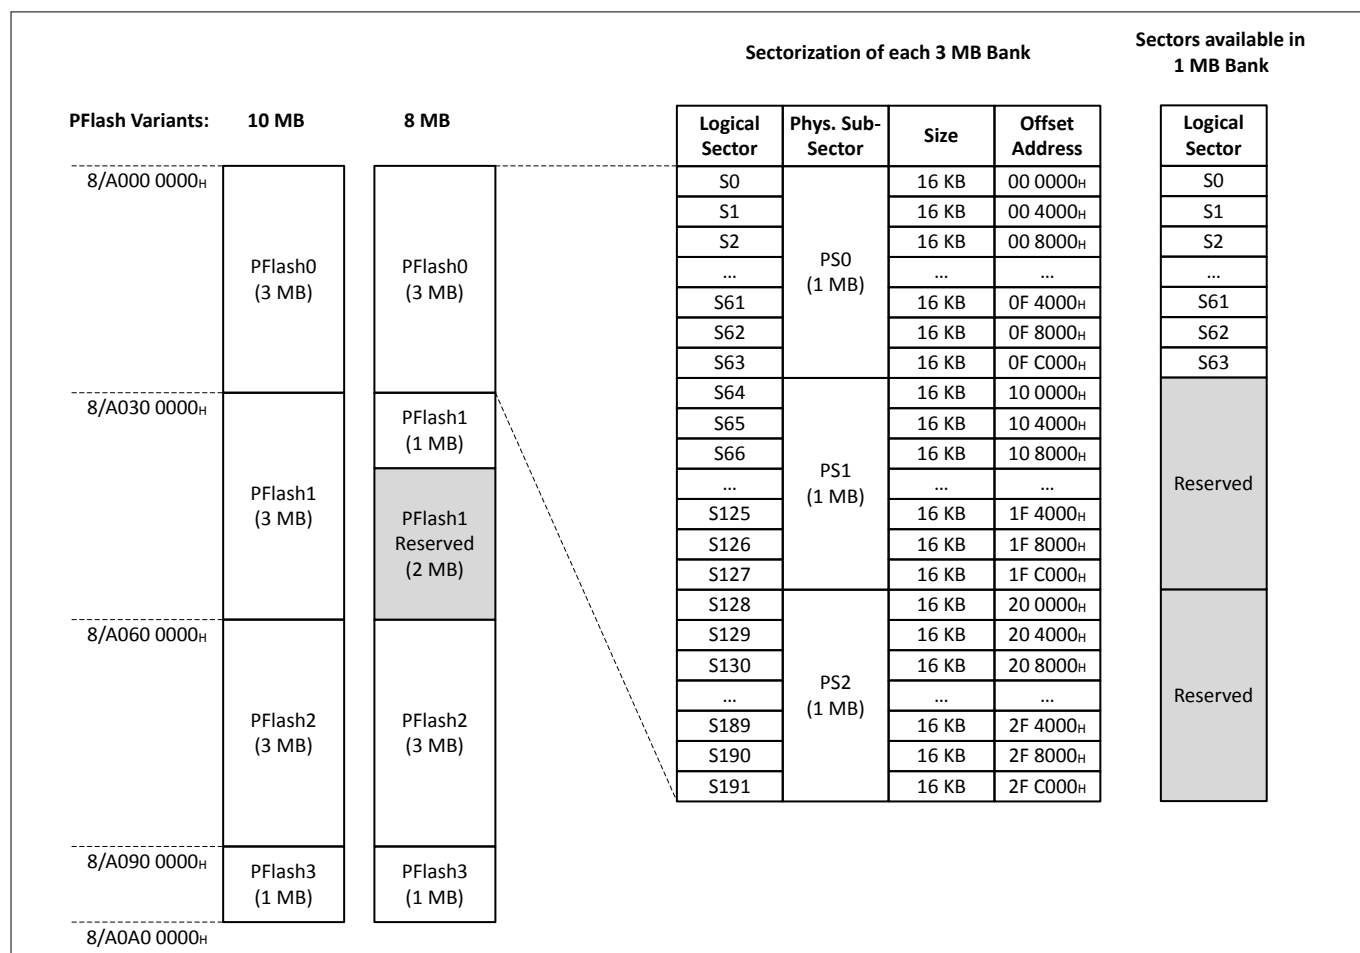 Sectorization of each 3 MB Bank
Sectors available in
1 MB Bank
PFlash Variants: 10 MB 8 MB
8/A000 0000H
PFlash0
(3 MB)
PFlash0
(3 MB)
8/A030 0000H
PFlash1
(3 MB)
PFlash1
(1 MB)
PFlash1
Reserved
(2 MB)
8/A060 0000H
PFlash2
(3 MB)
PFlash2
(3 MB)
8/A090 0000H
PFlash3
(1 MB)
PFlash3
(1 MB)
8/A0A0 0000H
Logical
Sector
Phys. Sub-
Sector
Size
Offset
Address
S0 16 KB 00 0000H
S1 16 KB 00 4000H
S2 16 KB 00 8000H
... ... ...
S61 16 KB 0F 4000H
S62 16 KB 0F 8000H
S63 16 KB 0F C000H
PS0
(1 MB)
S64 16 KB 10 0000H
S65 16 KB 10 4000H
S66 16 KB 10 8000H
... ... ...
S125 16 KB 1F 4000H
S126 16 KB 1F 8000H
S127 16 KB 1F C000H
PS1
(1 MB)
S128 16 KB 20 0000H
S129 16 KB 20 4000H
S130 16 KB 20 8000H
... ... ...
S189 16 KB 2F 4000H
S190 16 KB 2F 8000H
S191 16 KB 2F C000H
PS2
(1 MB)
Logical
Sector
S0
S1
S2
...
S61
S62
S63
Reserved
Reserved